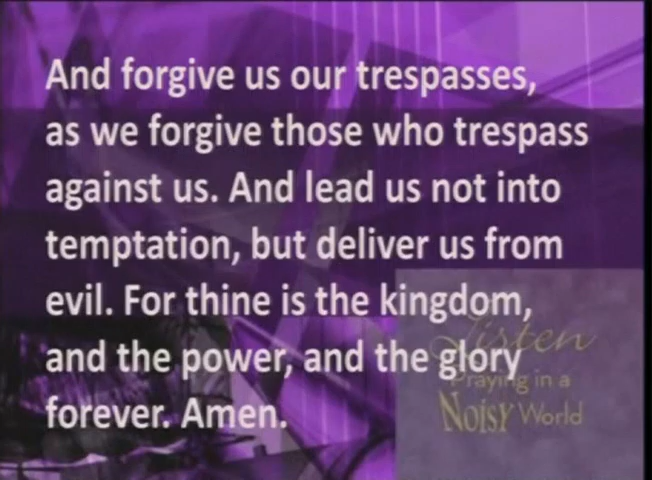 And forgive us our trespasses,
as we forgive those who trespass
against us. And lead us not into
temptation, but deliver us from
evil. For thine is the kingdom,
and the power, and the glory
forever. Amen.
Listen
Praying in a
Noisy World